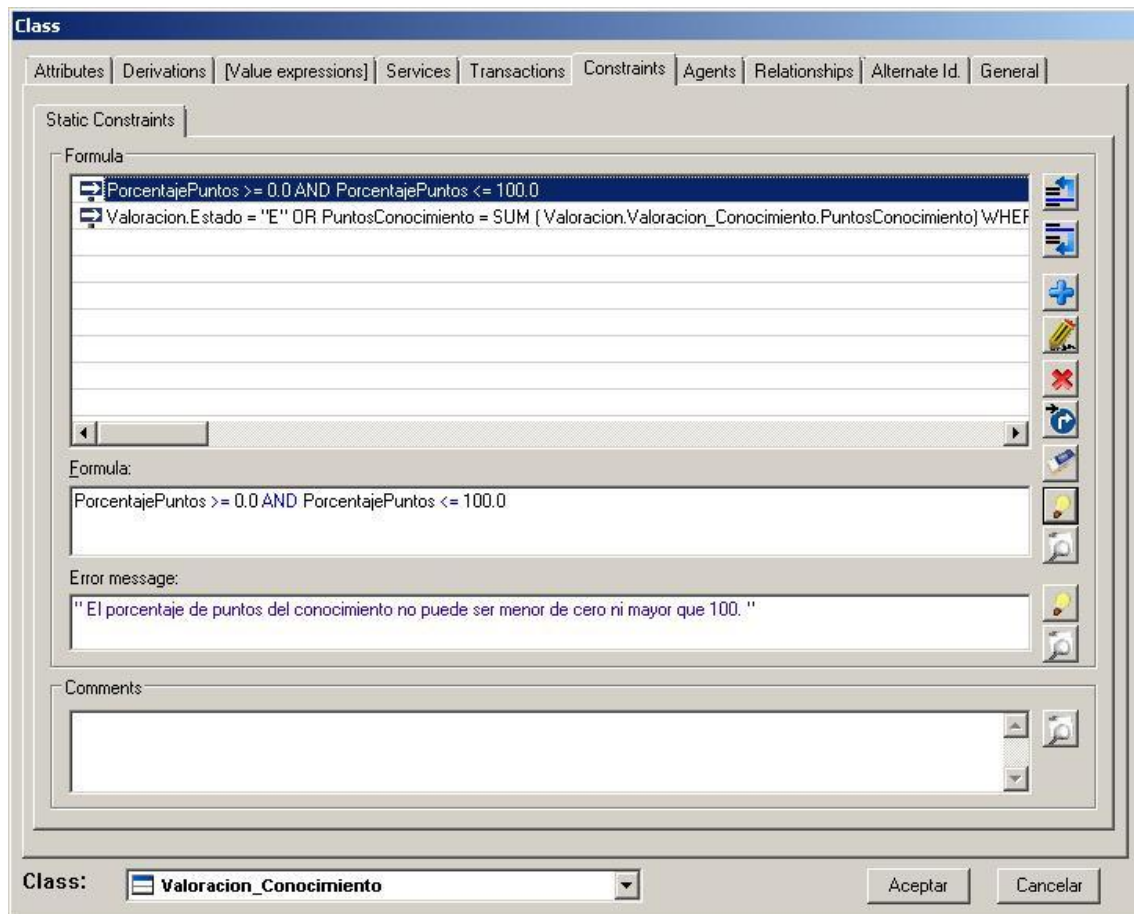 Class
Attributes Derivations [Value expressions] Services Transactions Constraints Agents Relationships Alternate Id. General
Static Constraints
Formula
PorcentajePuntos >= 0.0 AND PorcentajePuntos <= 100.0
Valoracion.Estado = "E" OR PuntosConocimiento = SUM ( Valoracion.Valoracion_Conocimiento.PuntosConocimiento) WHEF
Formula:
PorcentajePuntos >= 0.0 AND PorcentajePuntos <= 100.0
Error message:
" El porcentaje de puntos del conocimiento no puede ser menor de cero ni mayor que 100. "
Comments
Class: Valoracion_Conocimiento Aceptar Cancelar